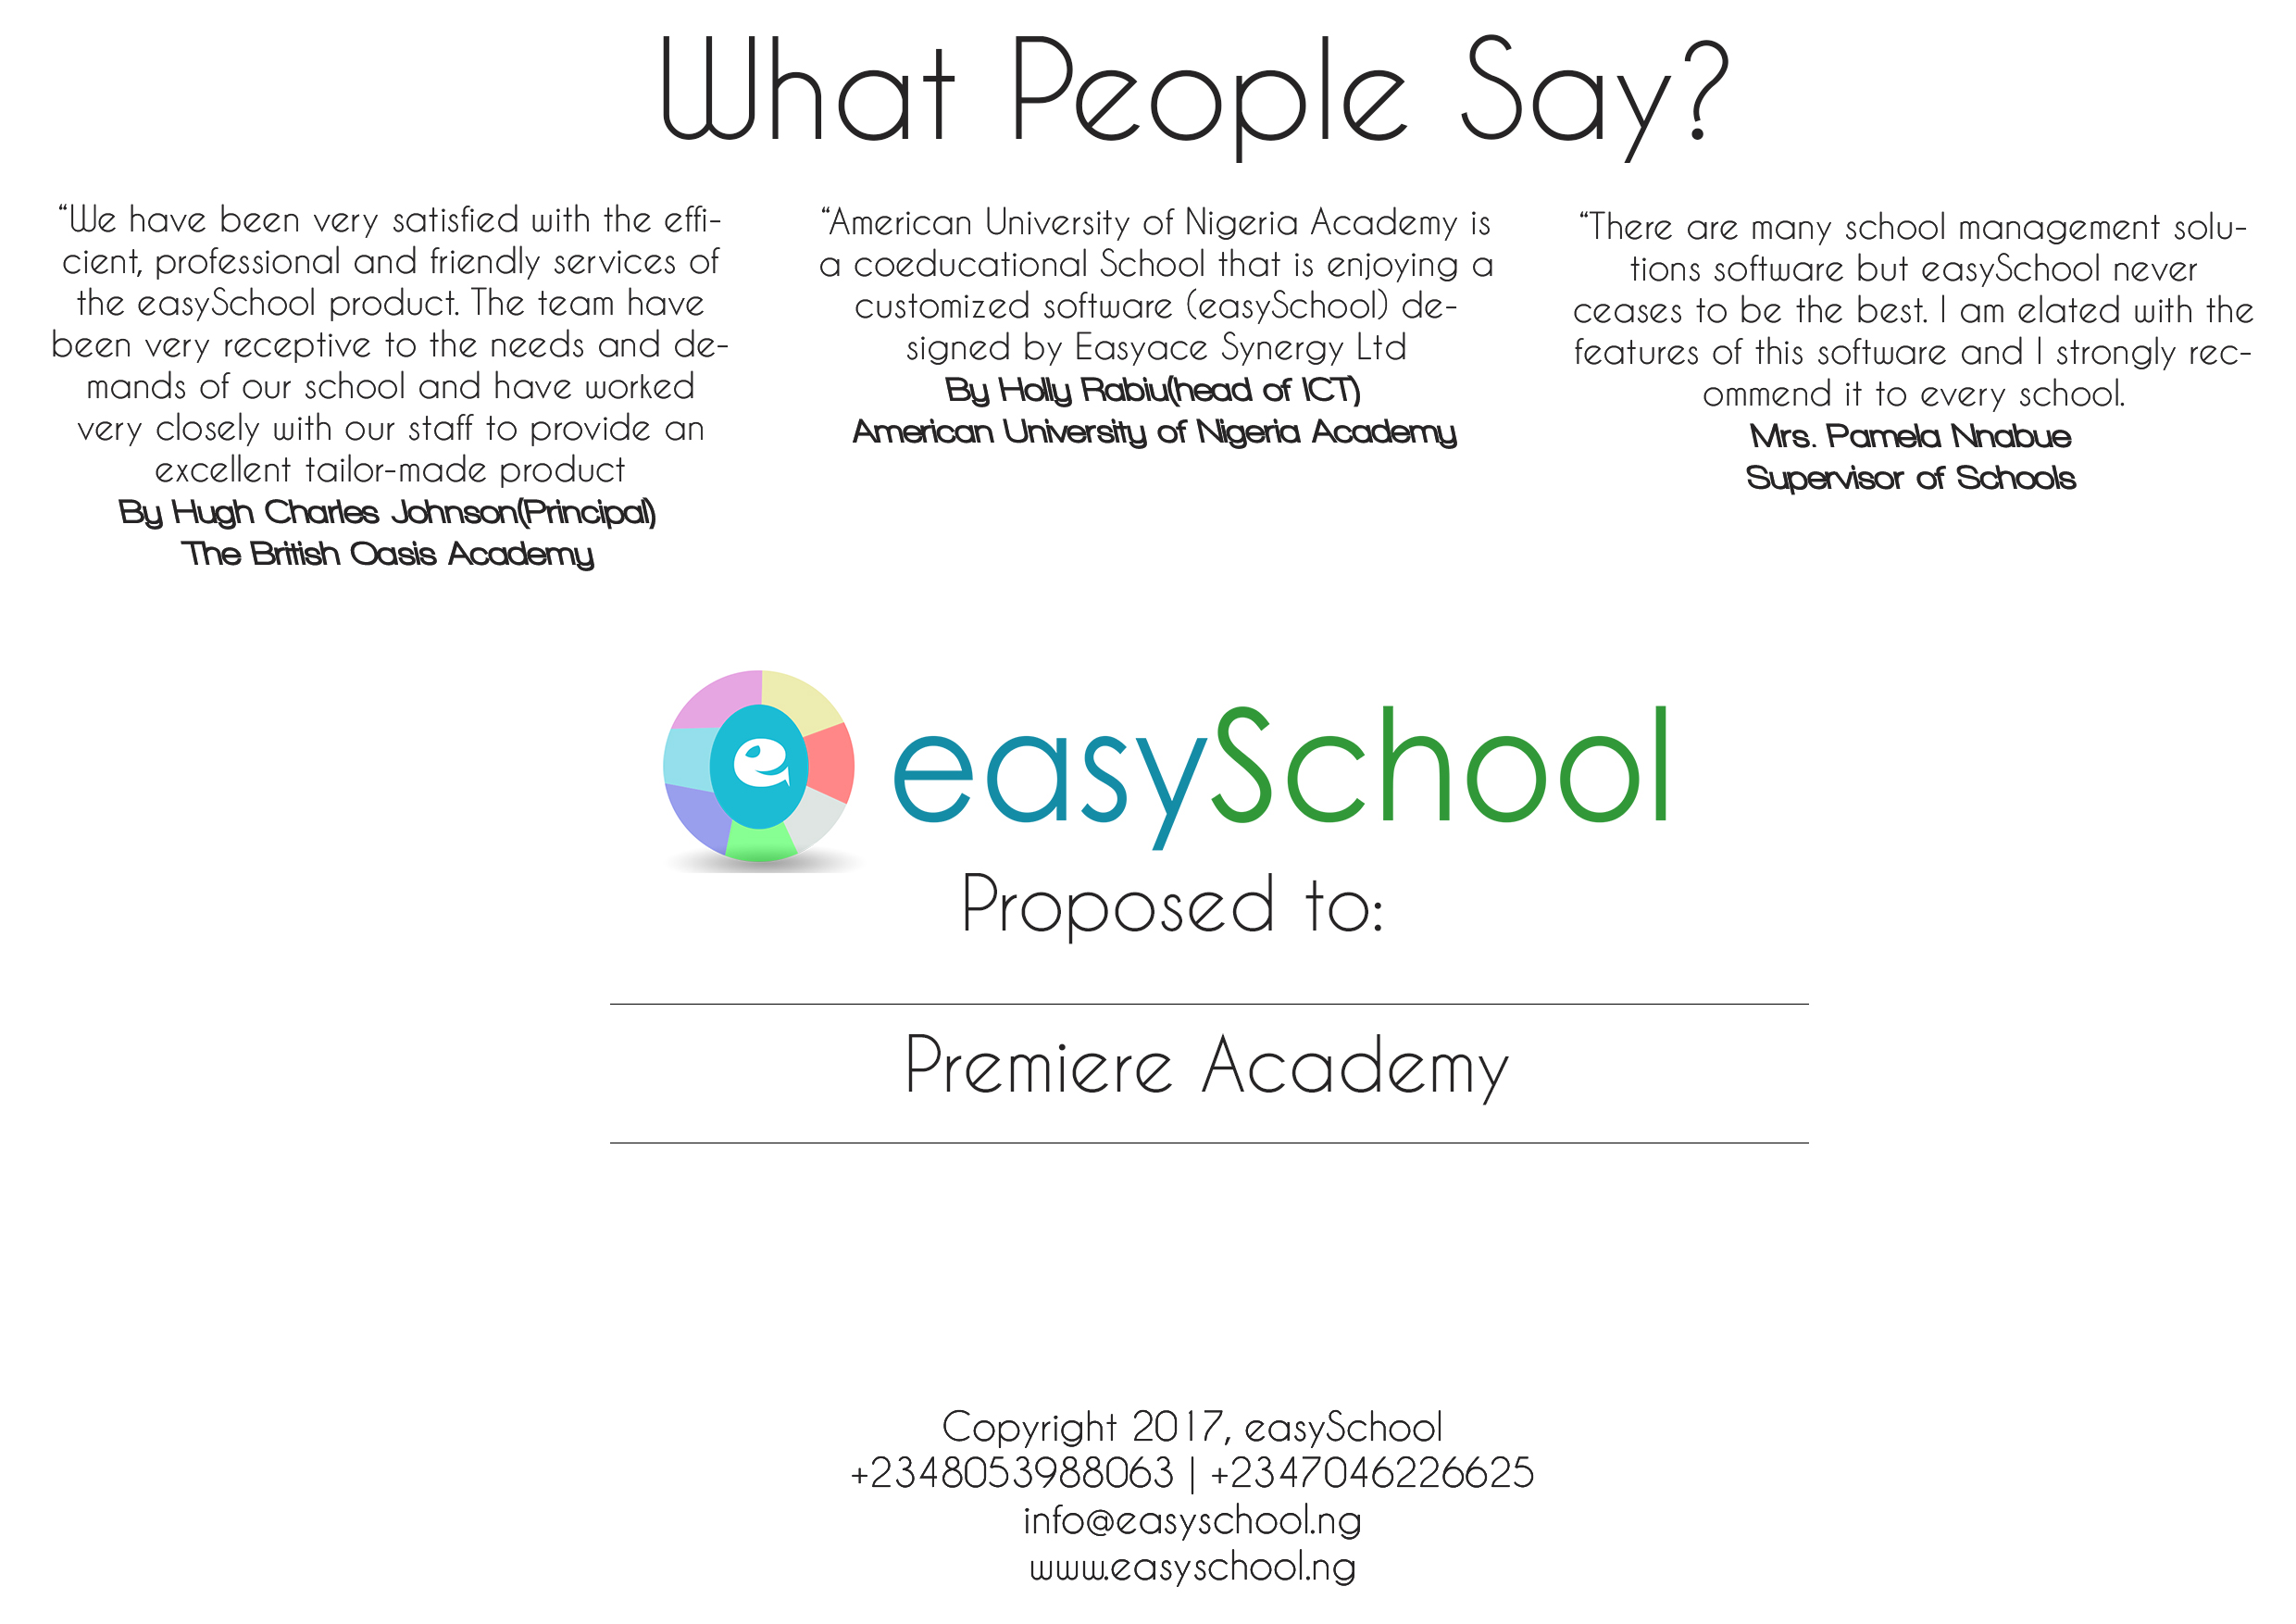 What People Say?
“We have been very satisfied with the effi-
cient, professional and friendly services of
the easySchool product. The team have
been very receptive to the needs and de-
mands of our school and have worked
very closely with our staff to provide an
excellent tailor-made product
By Hugh Charles Johnson(Principal)
The British Oasis Academy
“American University of Nigeria Academy is
a coeducational School that is enjoying a
customized software (easySchool) de-
signed by Easyace Synergy Ltd
By Holly Rabiu(head of ICT)
American University of Nigeria Academy
“There are many school management solu-
tions software but easySchool never
ceases to be the best. I am elated with the
features of this software and I strongly rec-
ommend it to every school.
Mrs. Pamela Nnabue
Supervisor of Schools
e
easySchool
Proposed to:
Premiere Academy
Copyright 2017, easySchool
+2348053988063 | +2347046226625
info@easyschool.ng
www.easyschool.ng